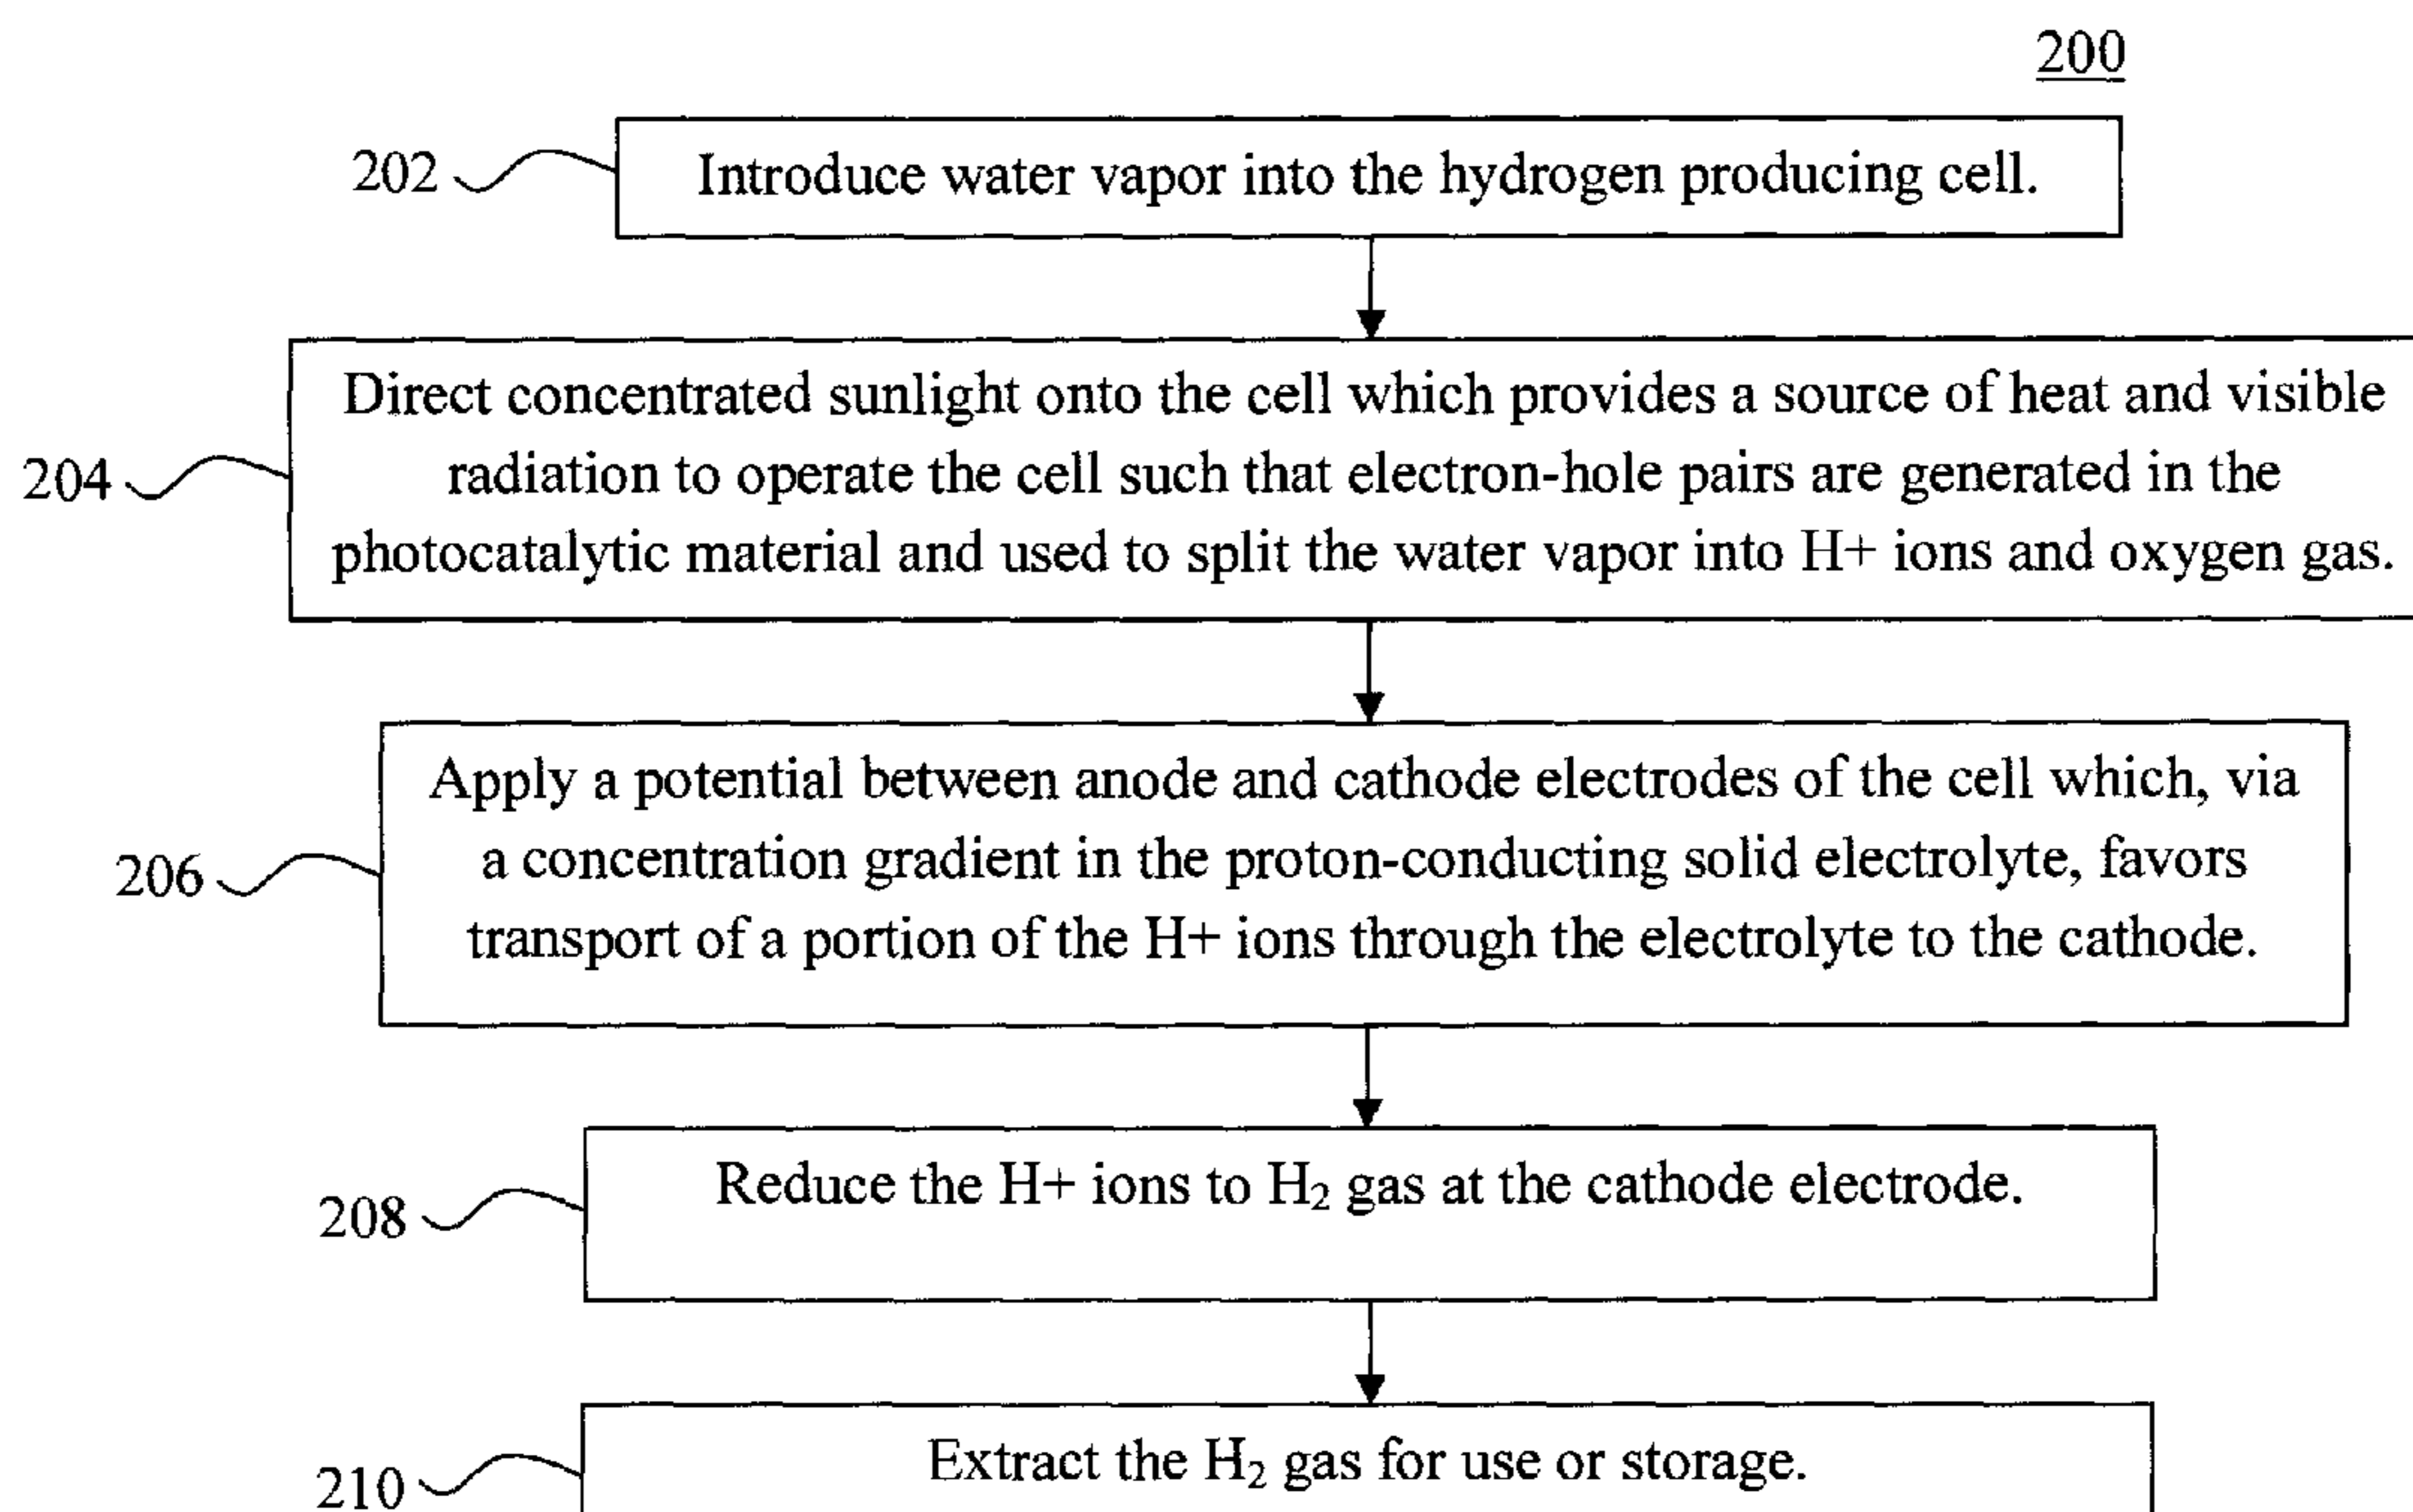 200
202
Introduce water vapor into the hydrogen producing cell.
204
Direct concentrated sunlight onto the cell which provides a source of heat and visible
radiation to operate the cell such that electron-hole pairs are generated in the
photocatalytic material and used to split the water vapor into H+ ions and oxygen gas.
206
Apply a potential between anode and cathode electrodes of the cell which, via
a concentration gradient in the proton-conducting solid electrolyte, favors
transport of a portion of the H+ ions through the electrolyte to the cathode.
208
Reduce the H+ ions to H₂ gas at the cathode electrode.
210
Extract the H₂ gas for use or storage.